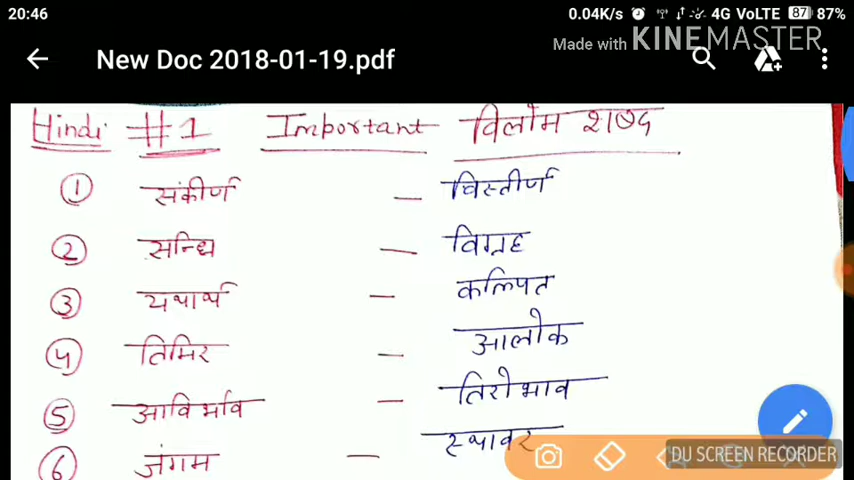 20:46 0.04K/s 4G VoLTE 87 87%
Made with KINEMASTER
New Doc 2018-01-19.pdf
Hindi #1 Important विलोम शब्द
1 संकीर्ण — विस्तीर्ण
2 सन्धि — विग्रह
3 यथार्थ — कल्पित
4 तिमिर — आलोक
5 आविर्भाव — तिरोभाव
6 जंगम — स्थावर
DU SCREEN RECORDER